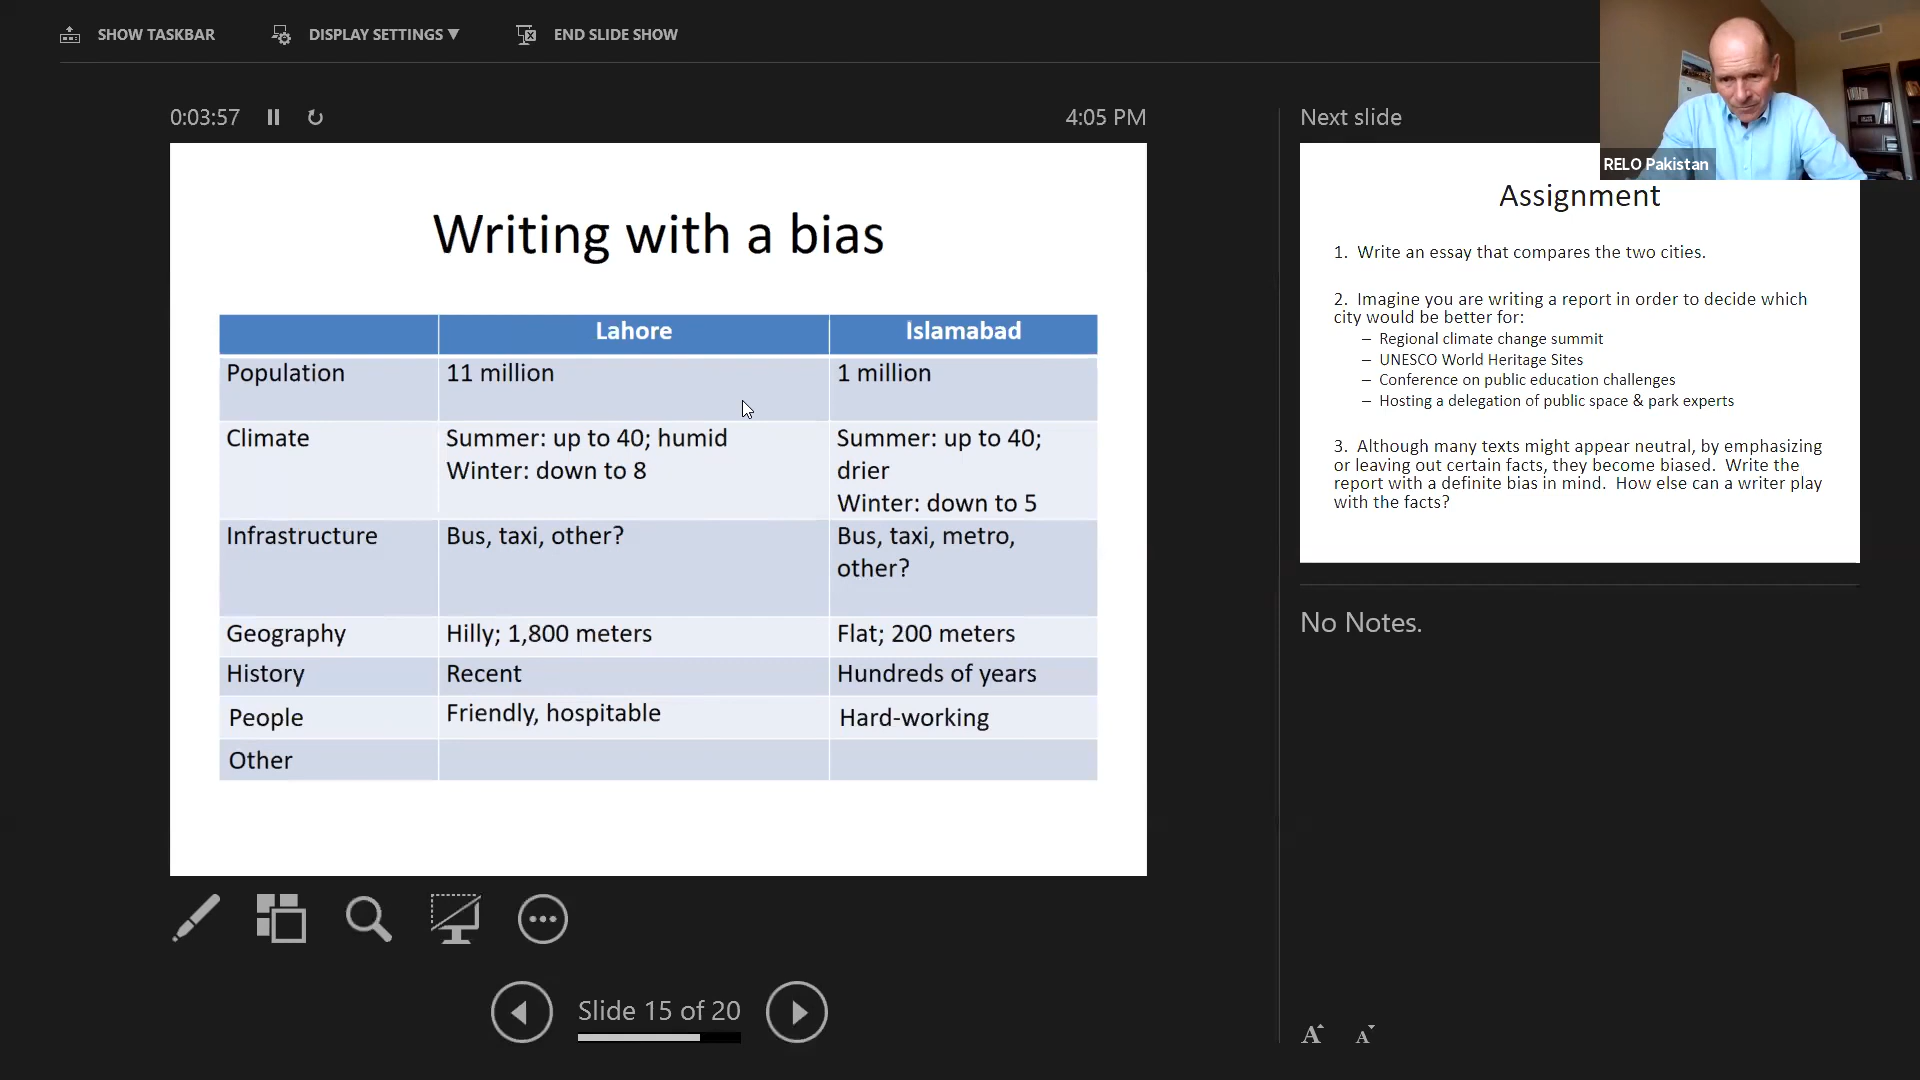 SHOW TASKBAR
DISPLAY SETTINGS ▼
END SLIDE SHOW
0:03:57
4:05 PM
Writing with a bias
Lahore Islamabad
Population 11 million 1 million
Climate Summer: up to 40; humid Summer: up to 40;
Winter: down to 8 drier
Winter: down to 5
Infrastructure Bus, taxi, other? Bus, taxi, metro,
other?
Geography Hilly; 1,800 meters Flat; 200 meters
History Recent Hundreds of years
People Friendly, hospitable Hard-working
Other
Slide 15 of 20
Next slide
RELO Pakistan
Assignment
1. Write an essay that compares the two cities.
2. Imagine you are writing a report in order to decide which
city would be better for:
– Regional climate change summit
– UNESCO World Heritage Sites
– Conference on public education challenges
– Hosting a delegation of public space & park experts
3. Although many texts might appear neutral, by emphasizing
or leaving out certain facts, they become biased. Write the
report with a definite bias in mind. How else can a writer play
with the facts?
No Notes.
A A